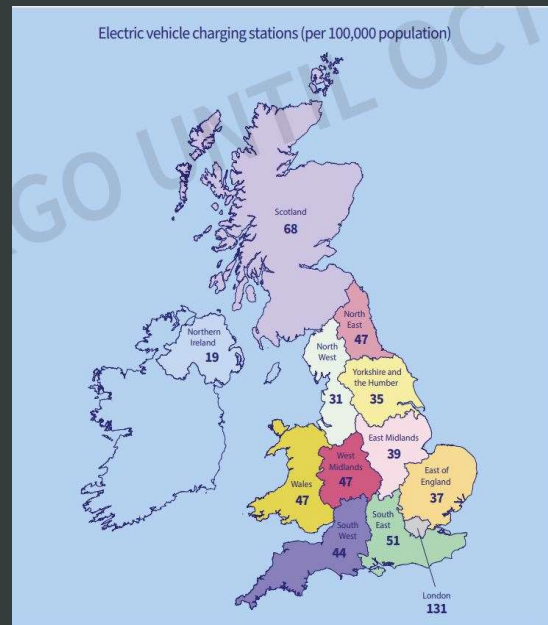 Electric vehicle charging stations (per 100,000 population)
GO UNTIL OCT
Scotland
68
North
East
47
Northern
Ireland
19
North
West
31
Yorkshire and
the Humber
35
East Midlands
39
West
Midlands
47
East of
England
37
Wales
47
South
East
51
South
West
44
London
131